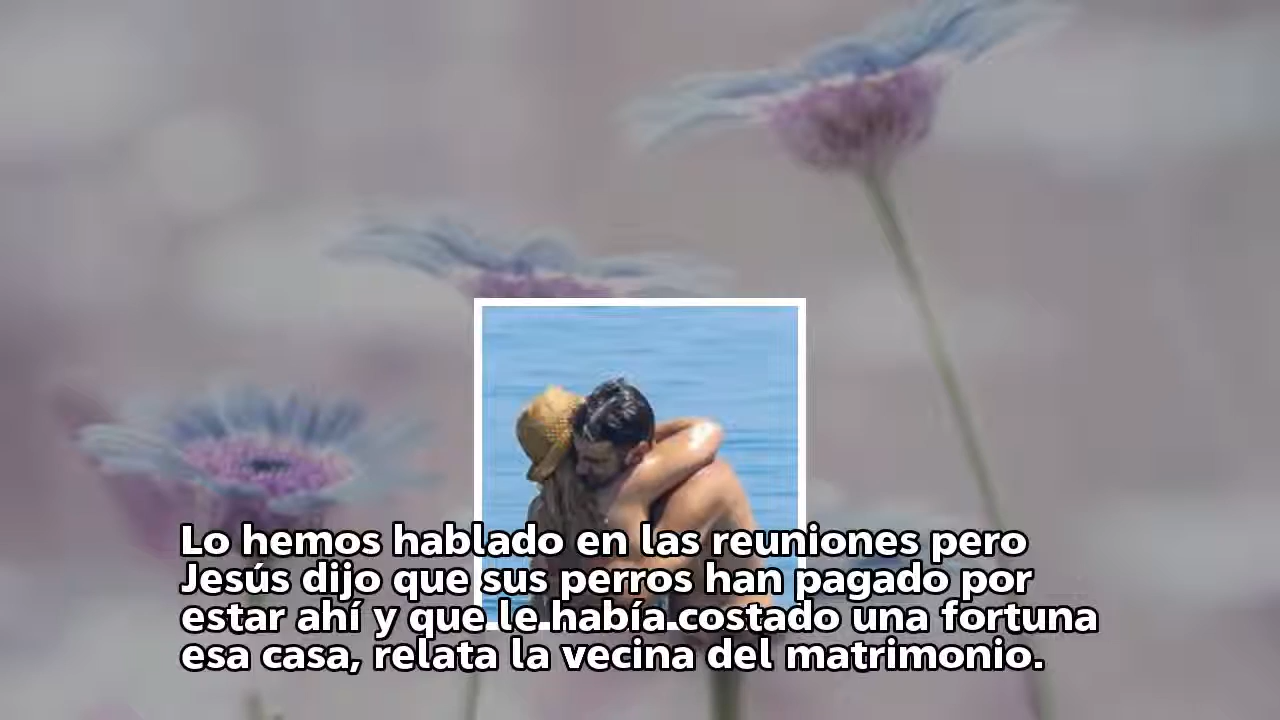 Lo hemos hablado en las reuniones pero
Jesús dijo que sus perros han pagado por
estar ahí y que le había costado una fortuna
esa casa, relata la vecina del matrimonio.